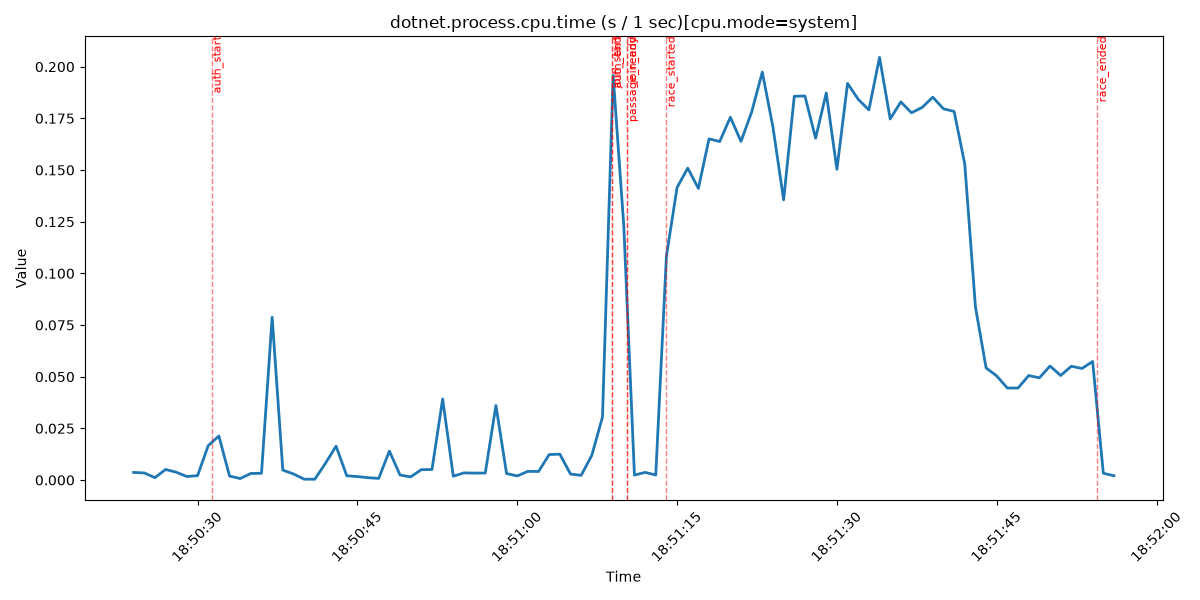 dotnet.process.cpu.time (s / 1 sec)[cpu.mode=system]
Value
0.200
0.175
0.150
0.125
0.100
0.075
0.050
0.025
0.000
auth_start
race_started
race_ended
18:50:30
18:50:45
18:51:00
18:51:15
18:51:30
18:51:45
18:52:00
Time